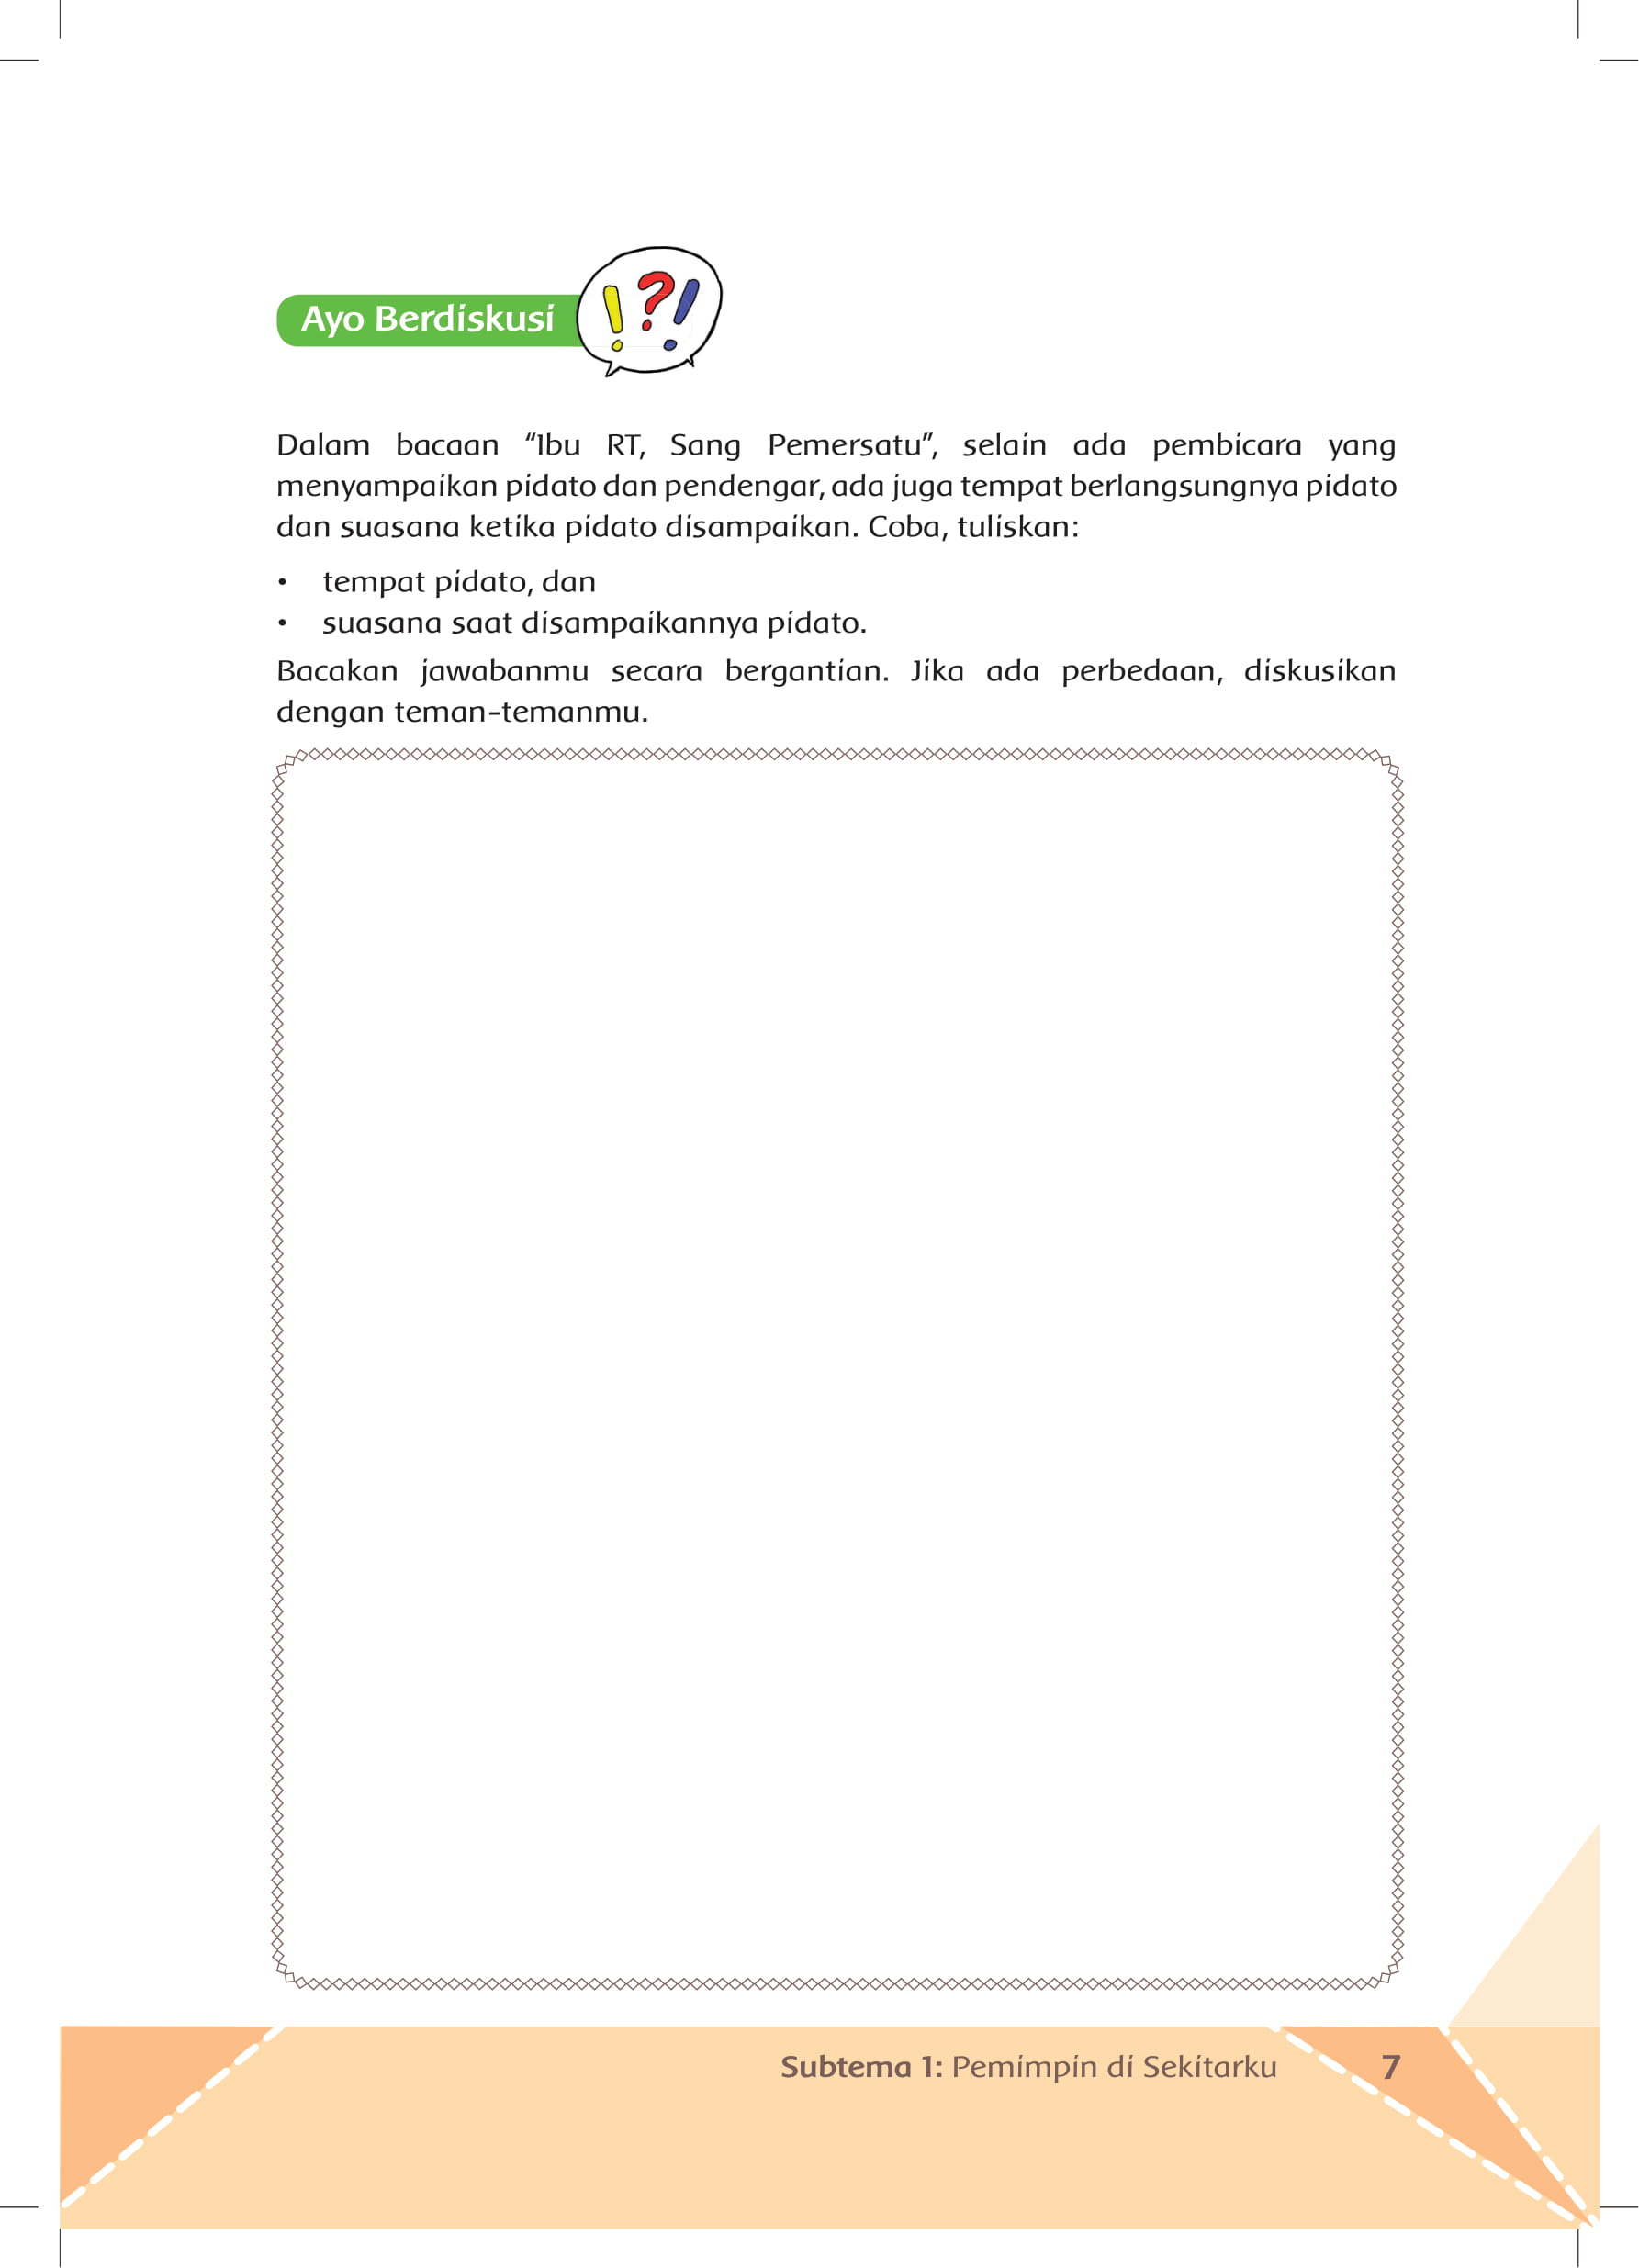 Ayo Berdiskusi
Dalam bacaan “Ibu RT, Sang Pemersatu”, selain ada pembicara yang
menyampaikan pidato dan pendengar, ada juga tempat berlangsungnya pidato
dan suasana ketika pidato disampaikan. Coba, tuliskan:
• tempat pidato, dan
• suasana saat disampaikannya pidato.
Bacakan jawabanmu secara bergantian. Jika ada perbedaan, diskusikan
dengan teman-temanmu.
Subtema 1: Pemimpin di Sekitarku 7